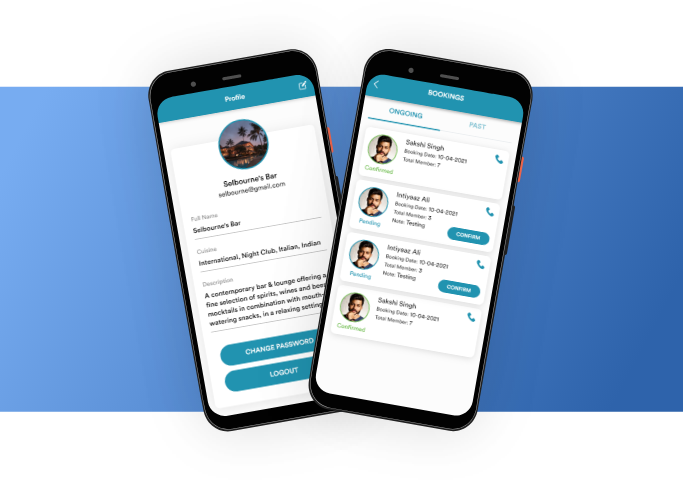 Profile
Selbourne's Bar
selbourne@gmail.com
Full Name
Selbourne's Bar
Cuisine
International, Night Club, Italian, Indian
Description
A contemporary bar & lounge offering a
fine selection of spirits, wines and
mocktails in combination with mouth-
watering snacks, in a relaxing setting
CHANGE PASSWORD
LOGOUT
BOOKINGS
ONGOING
PAST
Sakshi Singh
Booking Date: 10-04-2021
Total Member: 7
Confirmed
Intiyaaz Ali
Booking Date: 10-04-2021
Total Member: 3
Note: Testing
Pending
CONFIRM
Intiyaaz Ali
Booking Date: 10-04-2021
Total Member: 3
Note: Testing
Pending
CONFIRM
Sakshi Singh
Booking Date: 10-04-2021
Total Member: 7
Confirmed